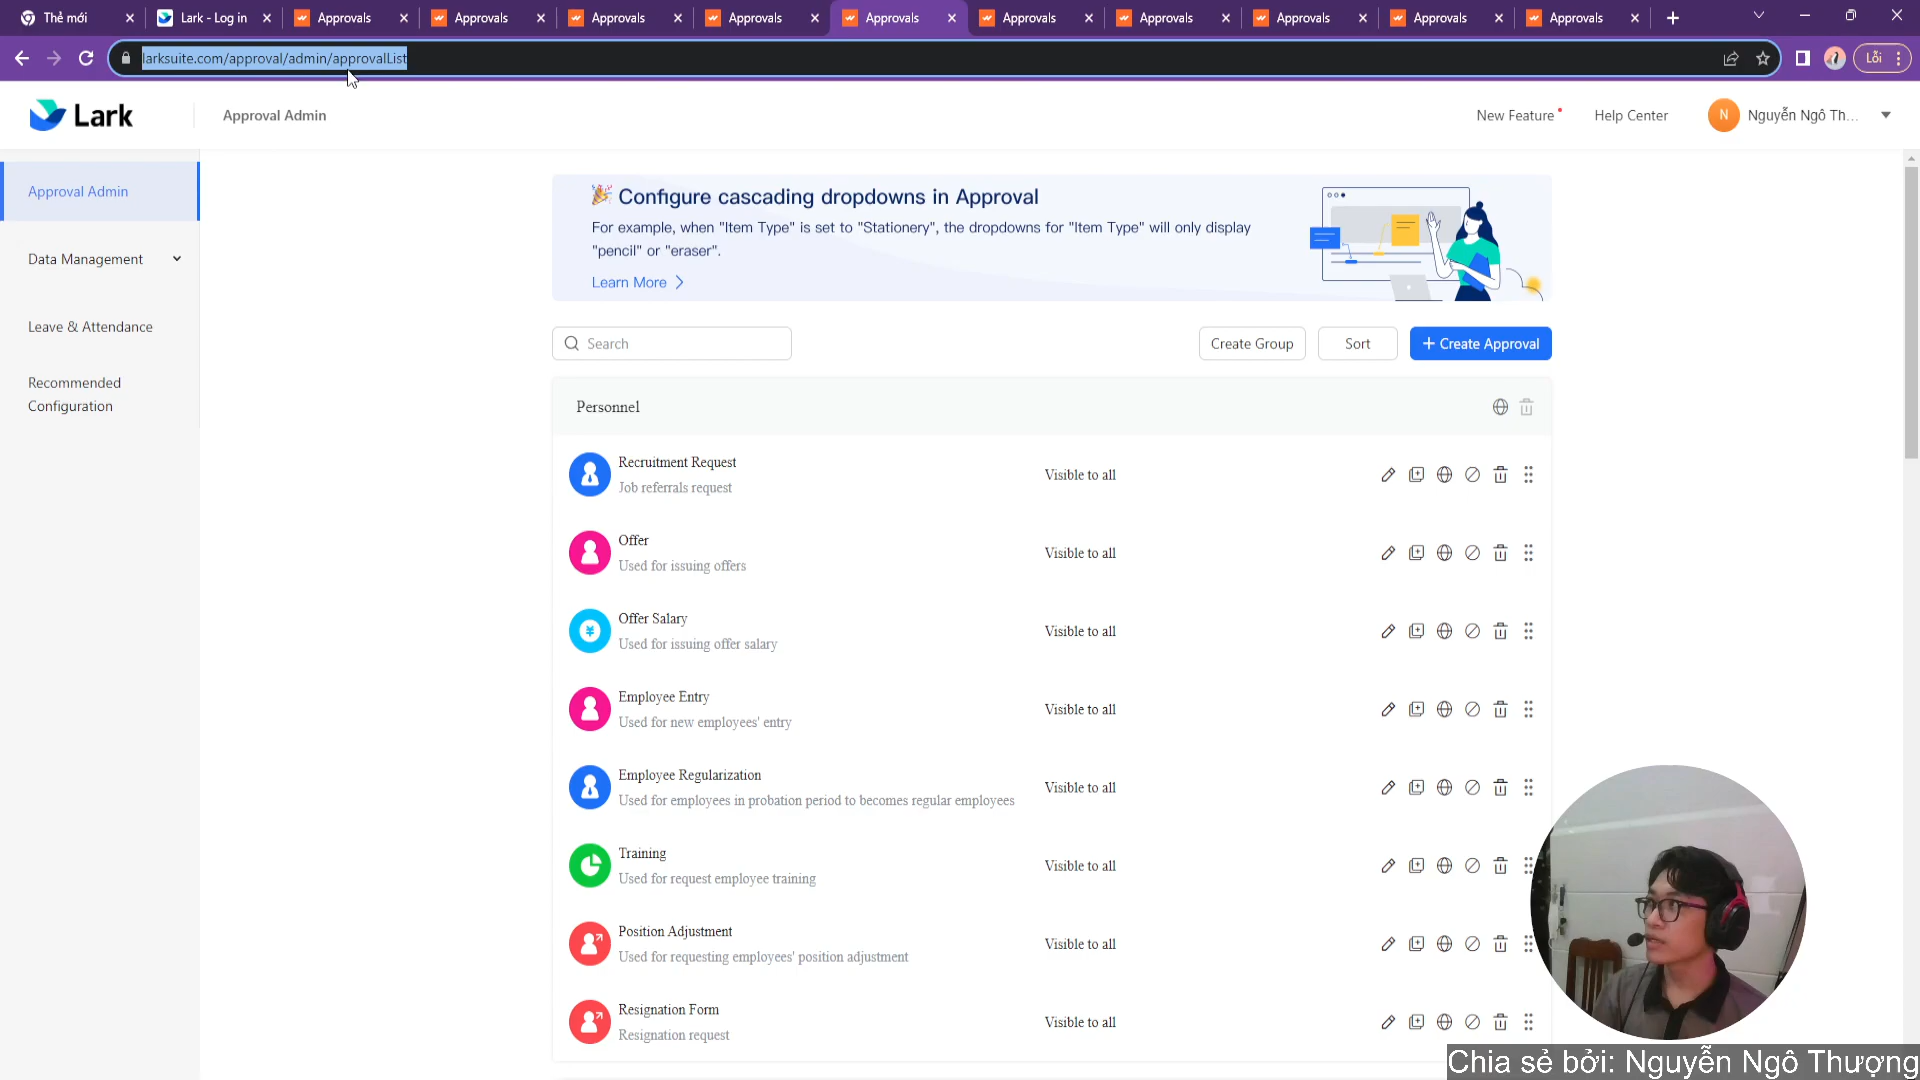 Thẻ mới
Lark - Log in
Approvals
Approvals
Approvals
Approvals
Approvals
Approvals
Approvals
Approvals
Approvals
Approvals
larksuite.com/approval/admin/approvalList
Lỗi
Lark
Approval Admin
New Feature
Help Center
N
Nguyễn Ngô Th...
Approval Admin
Data Management
Leave & Attendance
Recommended
Configuration
Configure cascading dropdowns in Approval
For example, when "Item Type" is set to "Stationery", the dropdowns for "Item Type" will only display
"pencil" or "eraser".
Learn More
Search
Create Group
Sort
+ Create Approval
Personnel
Recruitment Request
Job referrals request
Visible to all
Offer
Used for issuing offers
Visible to all
Offer Salary
Used for issuing offer salary
Visible to all
Employee Entry
Used for new employees' entry
Visible to all
Employee Regularization
Used for employees in probation period to becomes regular employees
Visible to all
Training
Used for request employee training
Visible to all
Position Adjustment
Used for requesting employees' position adjustment
Visible to all
Resignation Form
Resignation request
Visible to all
Chia sẻ bởi: Nguyễn Ngô Thượng